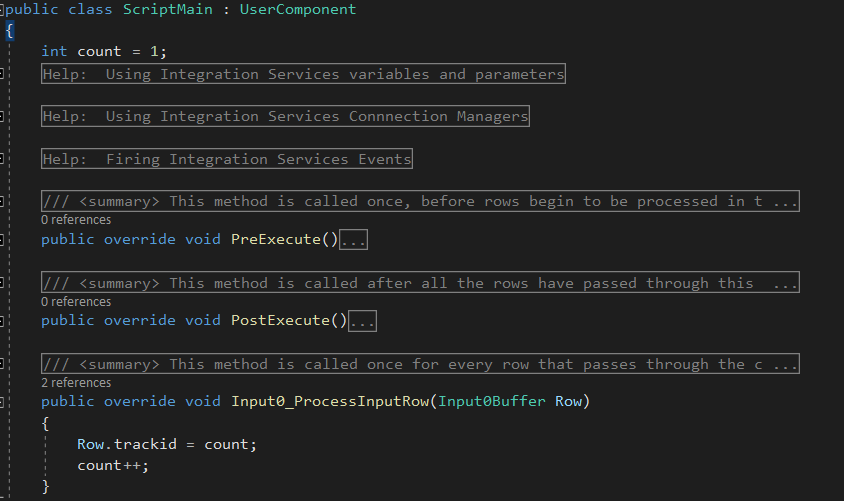 public class ScriptMain : UserComponent
{
int count = 1;
Help:  Using Integration Services variables and parameters
Help:  Using Integration Services Connnection Managers
Help:  Firing Integration Services Events
/// <summary> This method is called once, before rows begin to be processed in t ...
0 references
public override void PreExecute()...
/// <summary> This method is called after all the rows have passed through this  ...
0 references
public override void PostExecute()...
/// <summary> This method is called once for every row that passes through the c ...
2 references
public override void Input0_ProcessInputRow(Input0Buffer Row)
{
Row.trackid = count;
count++;
}